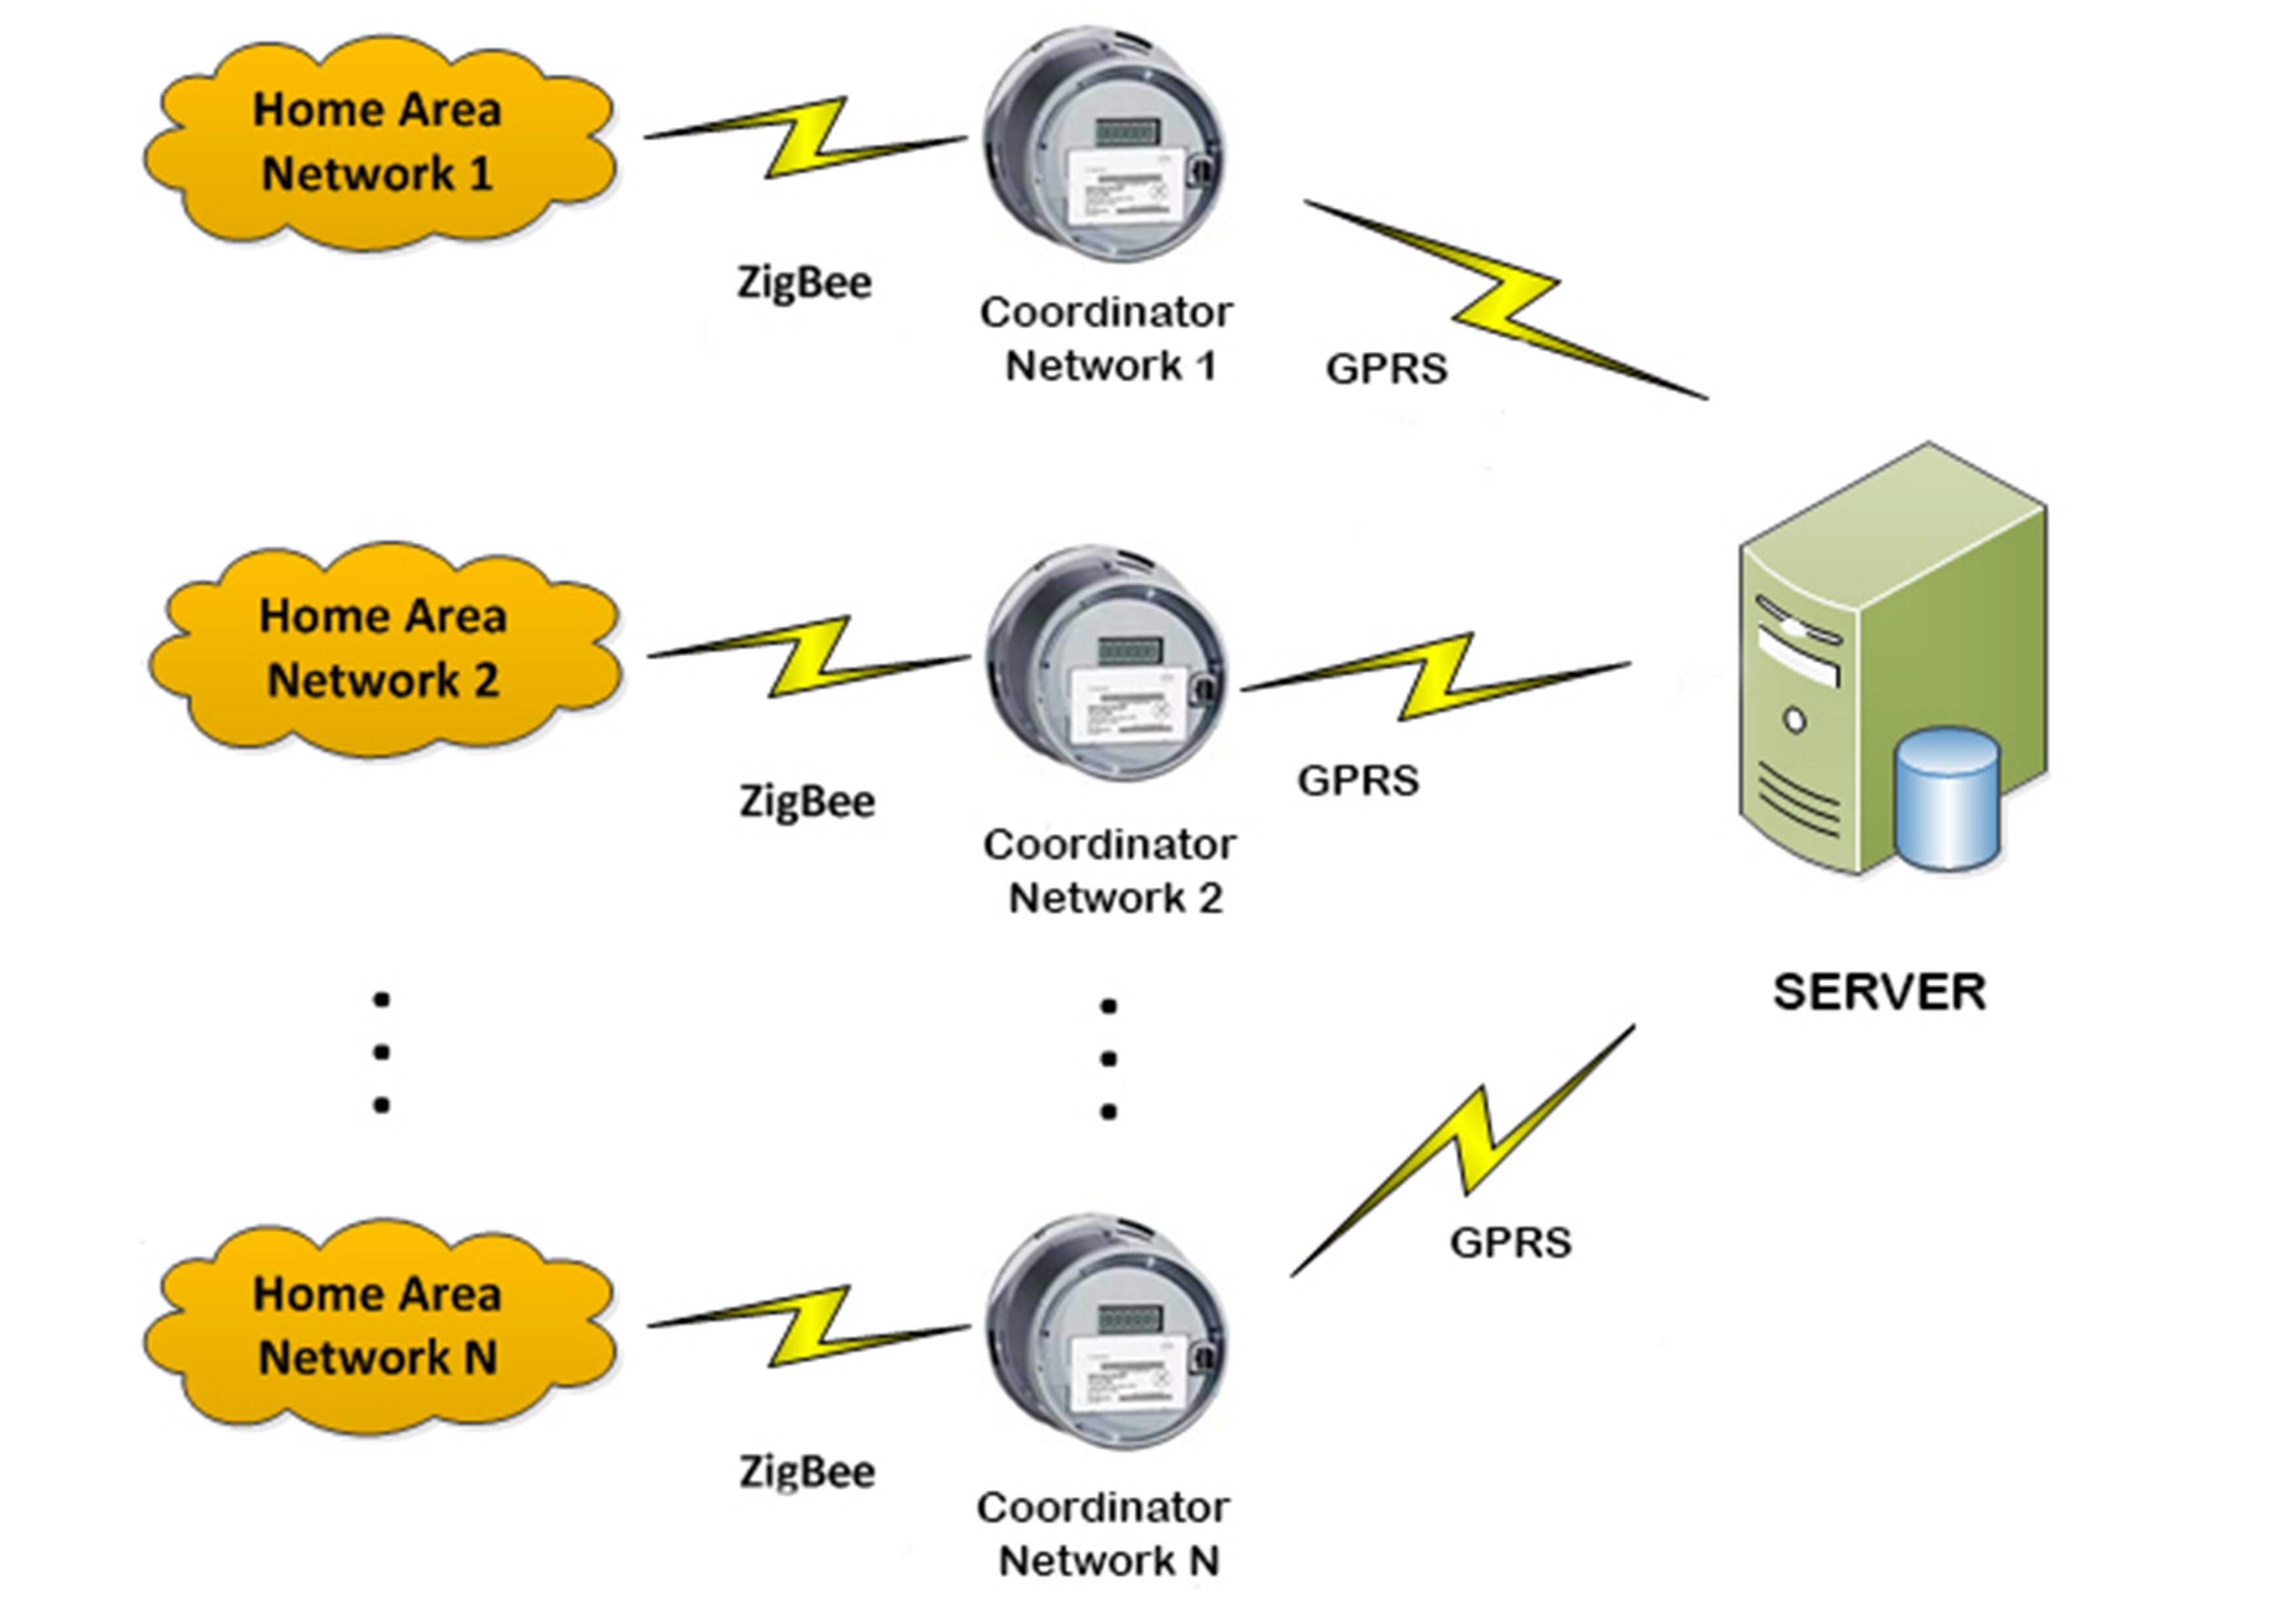 Home Area
Network 1
ZigBee
Coordinator
Network 1
GPRS
Home Area
Network 2
ZigBee
Coordinator
Network 2
GPRS
SERVER
Home Area
Network N
ZigBee
Coordinator
Network N
GPRS